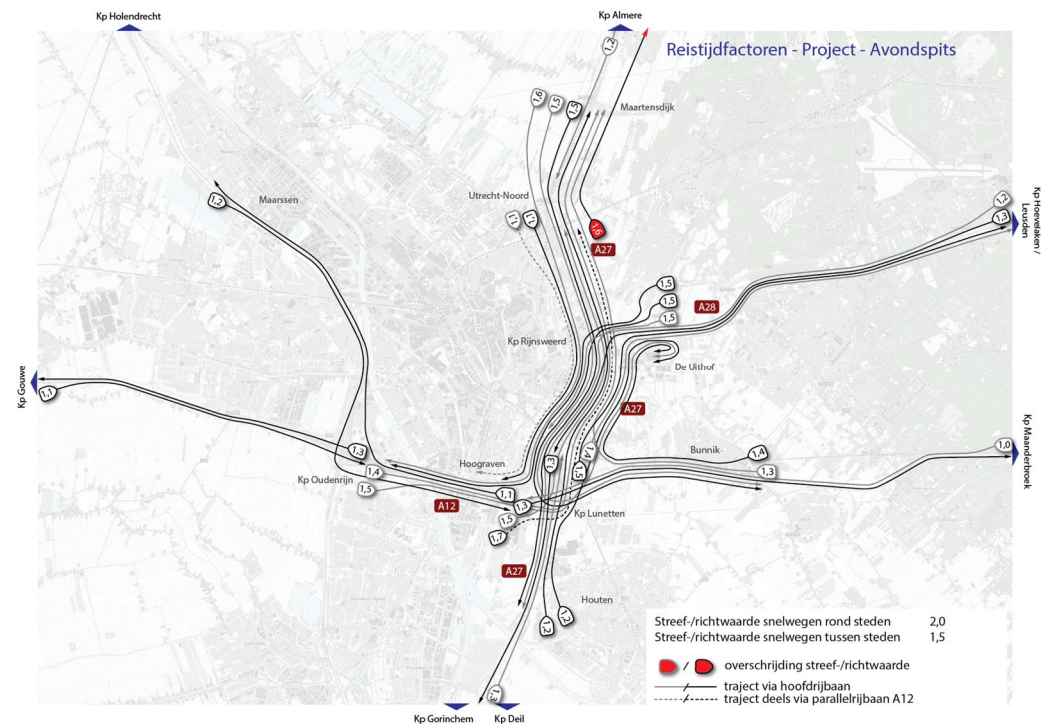 Kp Holendrecht
Kp Almere
Reistijdfactoren - Project - Avondspits
1,2
1,6
1,5
1,5
Maartensdijk
Maarssen
1,2
Utrecht-Noord
1,1
1,1
1,6
A27
1,2
1,3
Kp Hoevelaken /
Leusden
1,5
1,5
1,5
A28
Kp Rijnsweerd
De Uithof
Kp Gouwe
1,1
A27
Kp Maanderbroek
1,0
1,3
1,4
1,5
Kp Oudenrijn
Hoograven
1,3
1,4
1,5
Bunnik
1,4
1,3
A12
1,1
1,3
1,5
1,7
Kp Lunetten
A27
Houten
1,2
1,2
1,3
Kp Gorinchem
Kp Deil
Streef-/richtwaarde snelwegen rond steden 2,0
Streef-/richtwaarde snelwegen tussen steden 1,5
/ overschrijding streef-/richtwaarde
traject via hoofdrijbaan
traject deels via parallelrijbaan A12